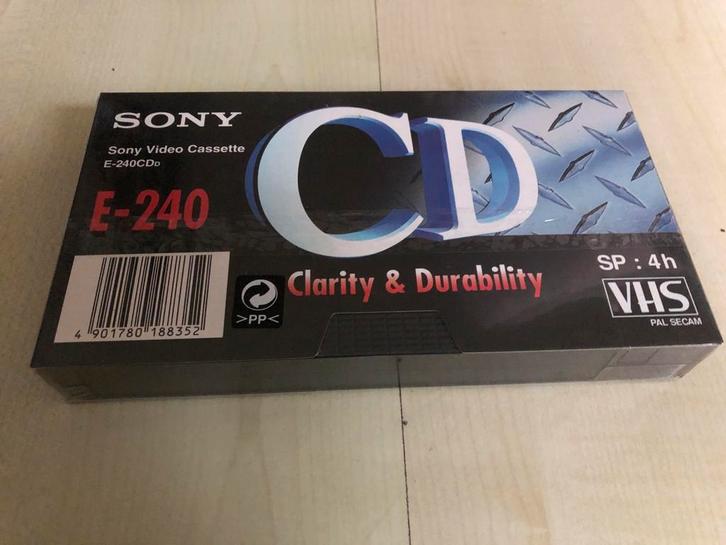 SONY
Sony Video Cassette
E-240CDD
E-240
CD
Clarity & Durability
SP : 4h
VHS
PAL SECAM
>PP<
4 901780 188352